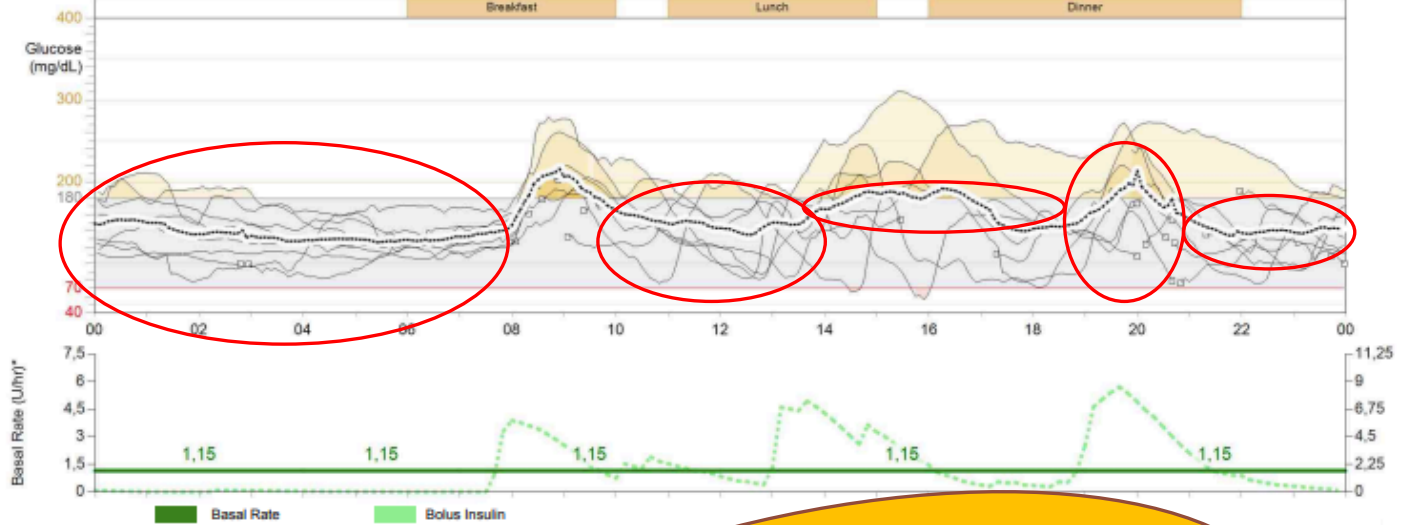 Breakfast Lunch Dinner
400
Glucose
(mg/dL)
300
200
180
70
40
00 02 04 06 08 10 12 14 16 18 20 22 00
7,5 11,25
6 9
4,5 6,75
3 4,5
1,5 2,25
0 0
Basal Rate (U/hr)*
1,15 1,15 1,15 1,15 1,15
Basal Rate Bolus Insulin